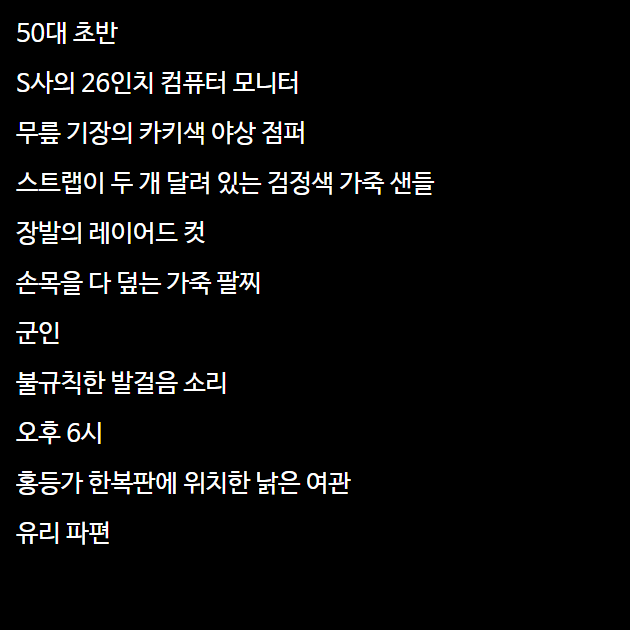 50대 초반
S사의 26인치 컴퓨터 모니터
무릎 기장의 카키색 야상 점퍼
스트랩이 두 개 달려 있는 검정색 가죽 샌들
장발의 레이어드 컷
손목을 다 덮는 가죽 팔찌
군인
불규칙한 발걸음 소리
오후 6시
홍등가 한복판에 위치한 낡은 여관
유리 파편